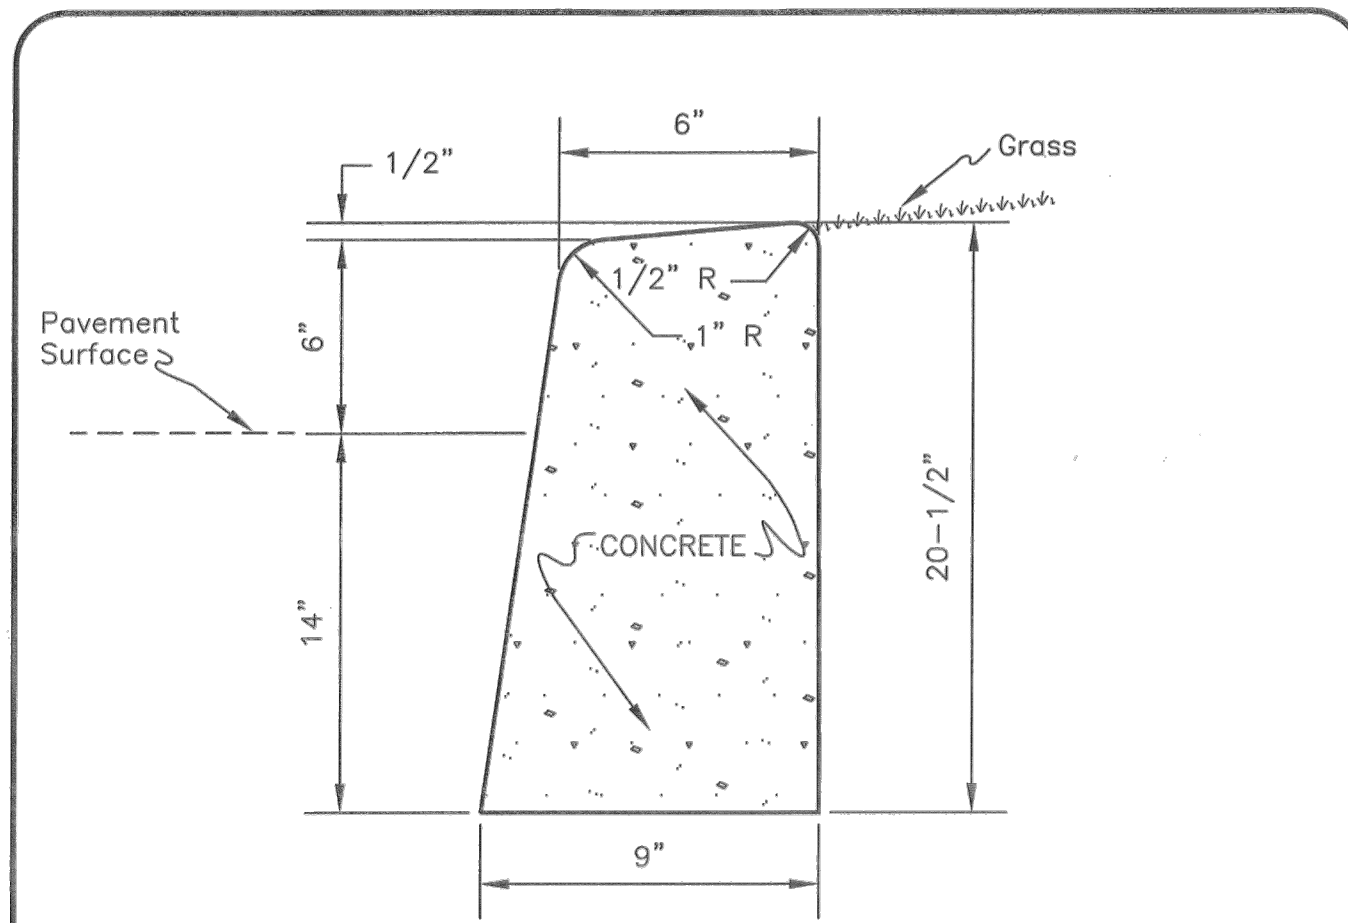 6”
1/2”
Grass
1/2” R
1” R
Pavement
Surface
6”
CONCRETE
20–1/2”
14”
9”